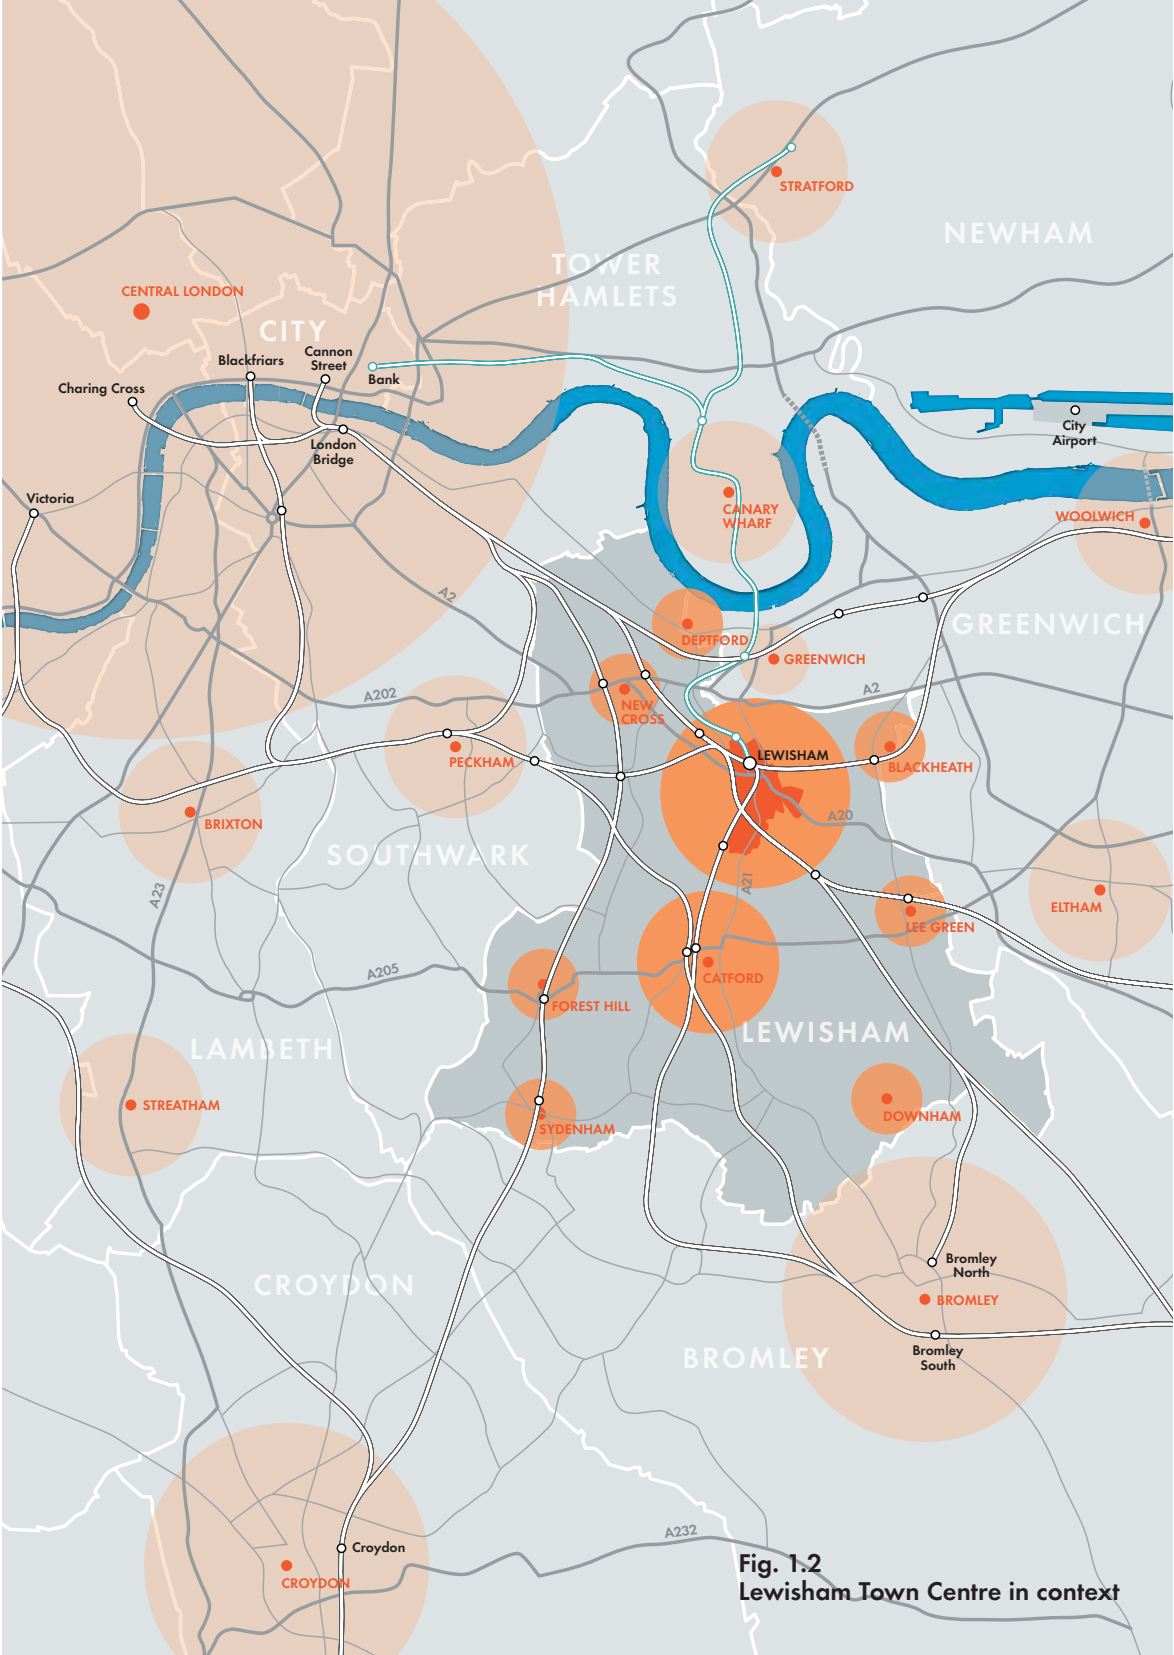 STRATFORD
NEWHAM
TOWER
HAMLETS
CENTRAL LONDON
CITY
Cannon
Street
Blackfriars
Bank
Charing Cross
London
Bridge
City
Airport
Victoria
CANARY
WHARF
WOOLWICH
A2
GREENWICH
DEPTFORD
GREENWICH
A202
A2
NEW
CROSS
LEWISHAM
PECKHAM
BLACKHEATH
BRIXTON
A20
SOUTHWARK
A23
A21
ELTHAM
LEE GREEN
A205
CATFORD
FOREST HILL
LEWISHAM
LAMBETH
STREATHAM
SYDENHAM
DOWNHAM
Bromley
North
CROYDON
BROMLEY
BROMLEY
Bromley
South
A232
Croydon
CROYDON
Fig. 1.2
Lewisham Town Centre in context